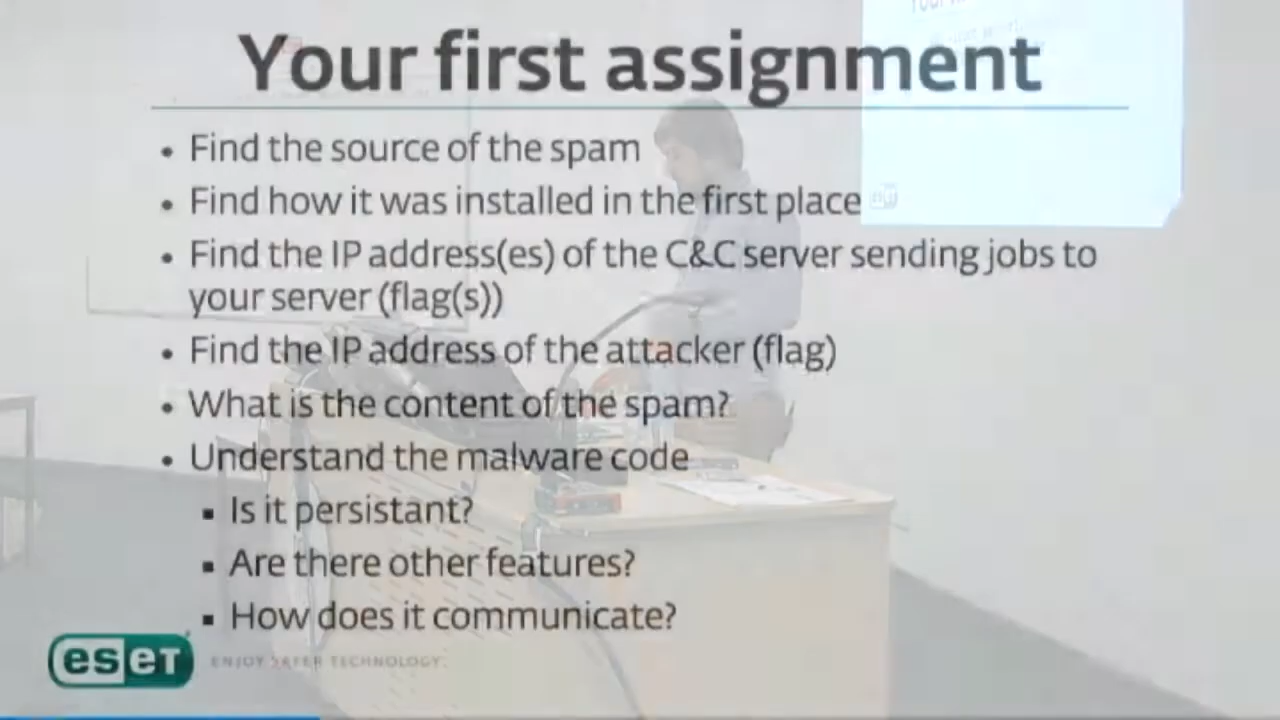 Your first assignment
• Find the source of the spam
• Find how it was installed in the first place
• Find the IP address(es) of the C&C server sending jobs to
your server (flag(s))
• Find the IP address of the attacker (flag)
• What is the content of the spam?
• Understand the malware code
▪ Is it persistant?
▪ Are there other features?
▪ How does it communicate?
eseT
ENJOY SAFER TECHNOLOGY